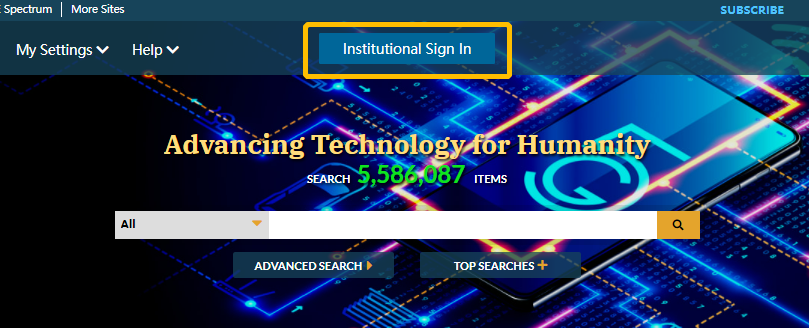 Spectrum | More Sites SUBSCRIBE
My Settings Help Institutional Sign In
Advancing Technology for Humanity
SEARCH 5,586,087 ITEMS
All
ADVANCED SEARCH TOP SEARCHES +